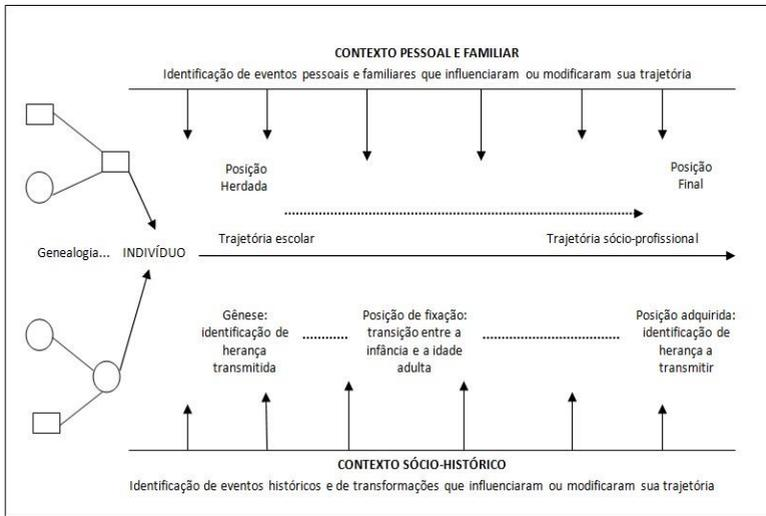 CONTEXTO PESSOAL E FAMILIAR
Identificação de eventos pessoais e familiares que influenciaram ou modificaram sua trajetória
Posição
Herdada
Posição
Final
Trajetória escolar
Trajetória sócio-profissional
Genealogia... INDIVÍDUO
Gênese:
identificação de
herança
transmitida
Posição de fixação:
transição entre a
infância e a idade
adulta
Posição adquirida:
identificação de
herança a
transmitir
CONTEXTO SÓCIO-HISTÓRICO
Identificação de eventos históricos e de transformações que influenciaram ou modificaram sua trajetória